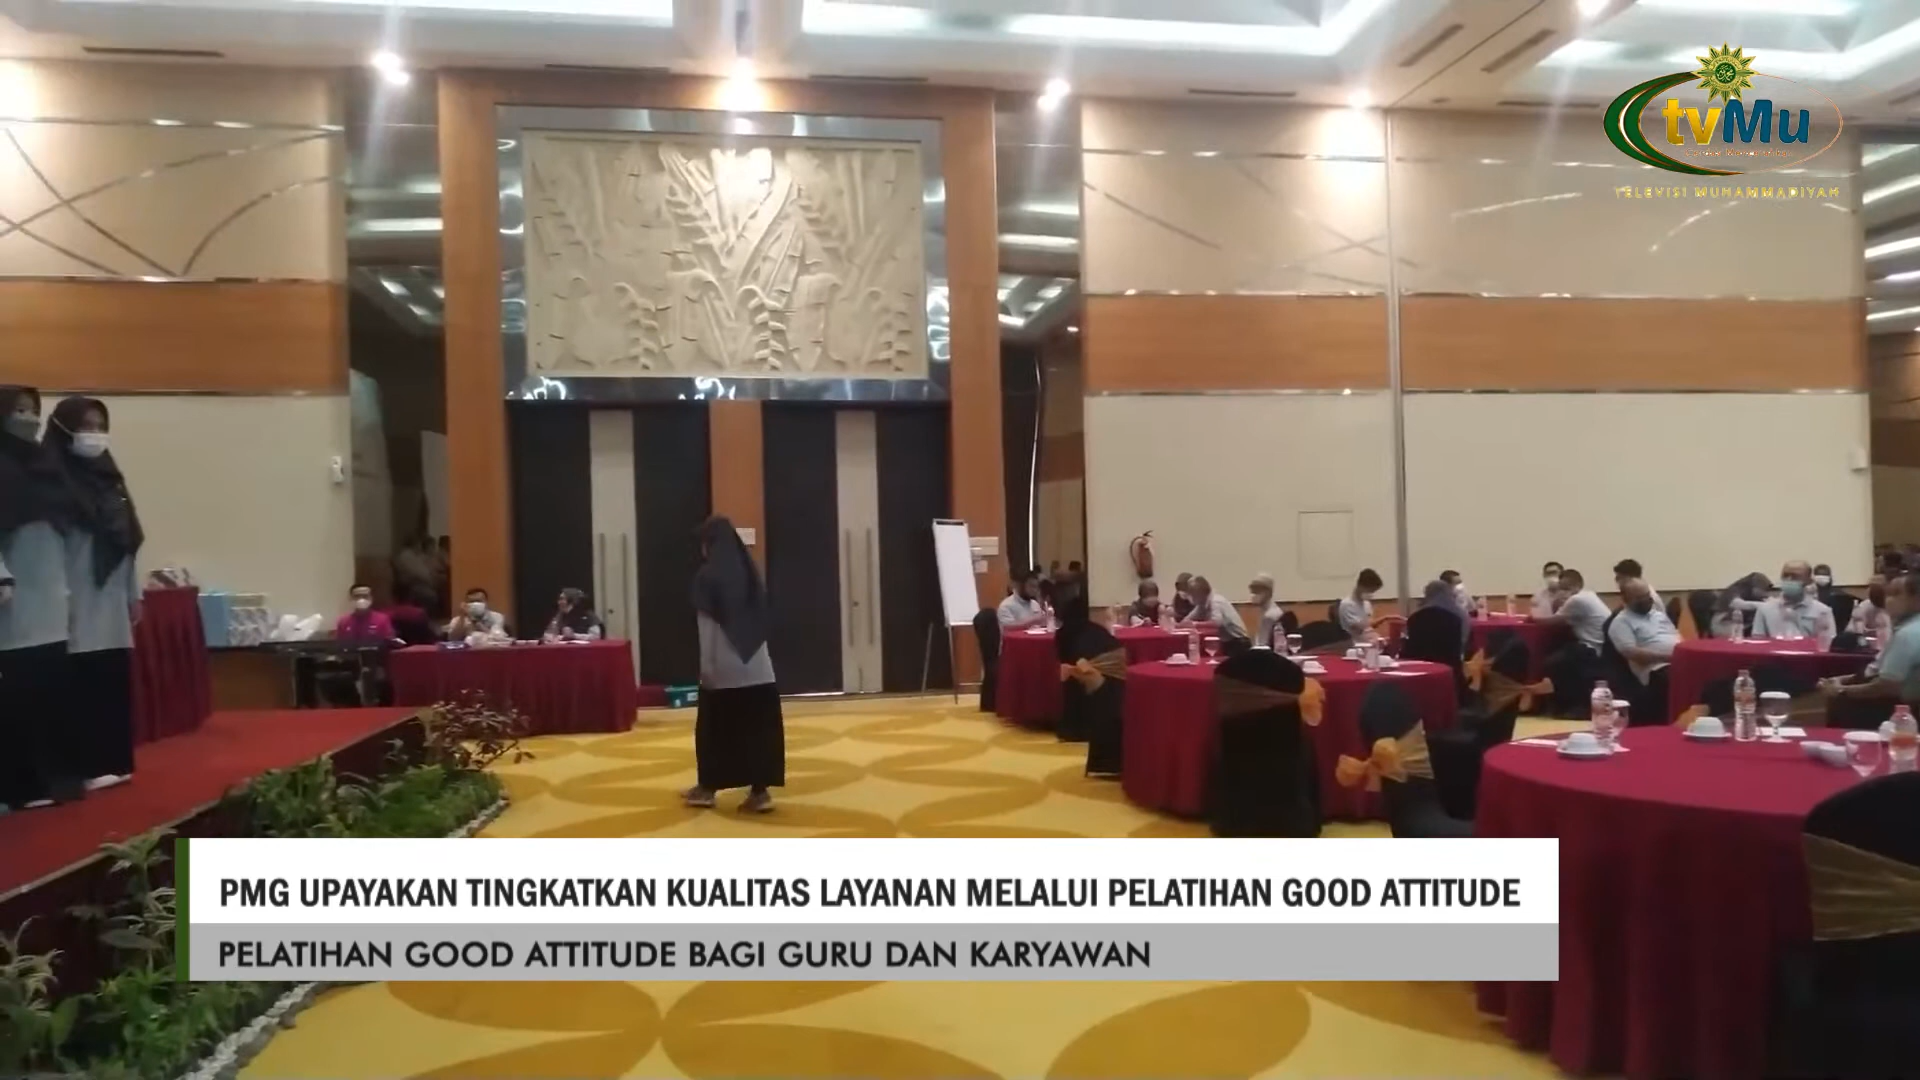 tvMu
TELEVISI MUHAMMADIYAH
PMG UPAYAKAN TINGKATKAN KUALITAS LAYANAN MELALUI PELATIHAN GOOD ATTITUDE
PELATIHAN GOOD ATTITUDE BAGI GURU DAN KARYAWAN